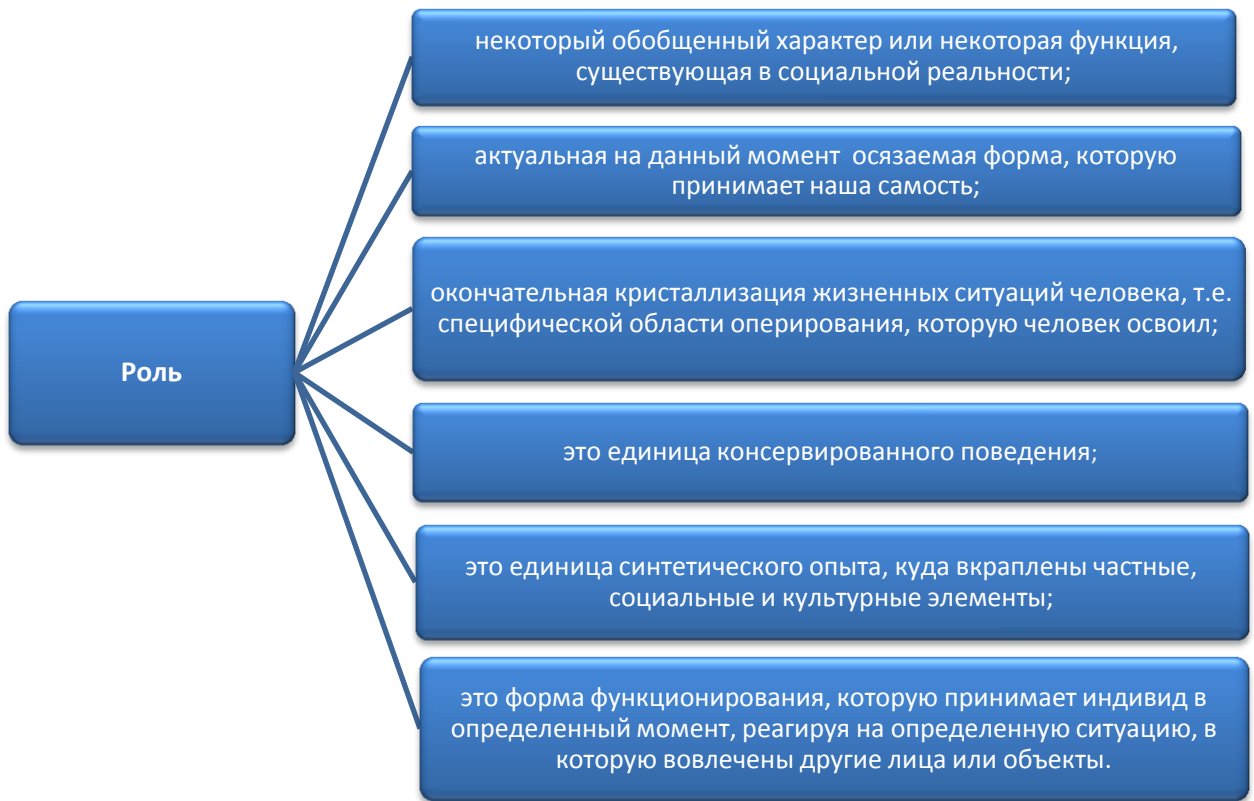 некоторый обобщенный характер или некоторая функция,
существующая в социальной реальности;
актуальная на данный момент осязаемая форма, которую
принимает наша самость;
окончательная кристаллизация жизненных ситуаций человека, т.е.
специфической области оперирования, которую человек освоил;
Роль
это единица консервированного поведения;
это единица синтетического опыта, куда вкраплены частные,
социальные и культурные элементы;
это форма функционирования, которую принимает индивид в
определенный момент, реагируя на определенную ситуацию, в
которую вовлечены другие лица или объекты.